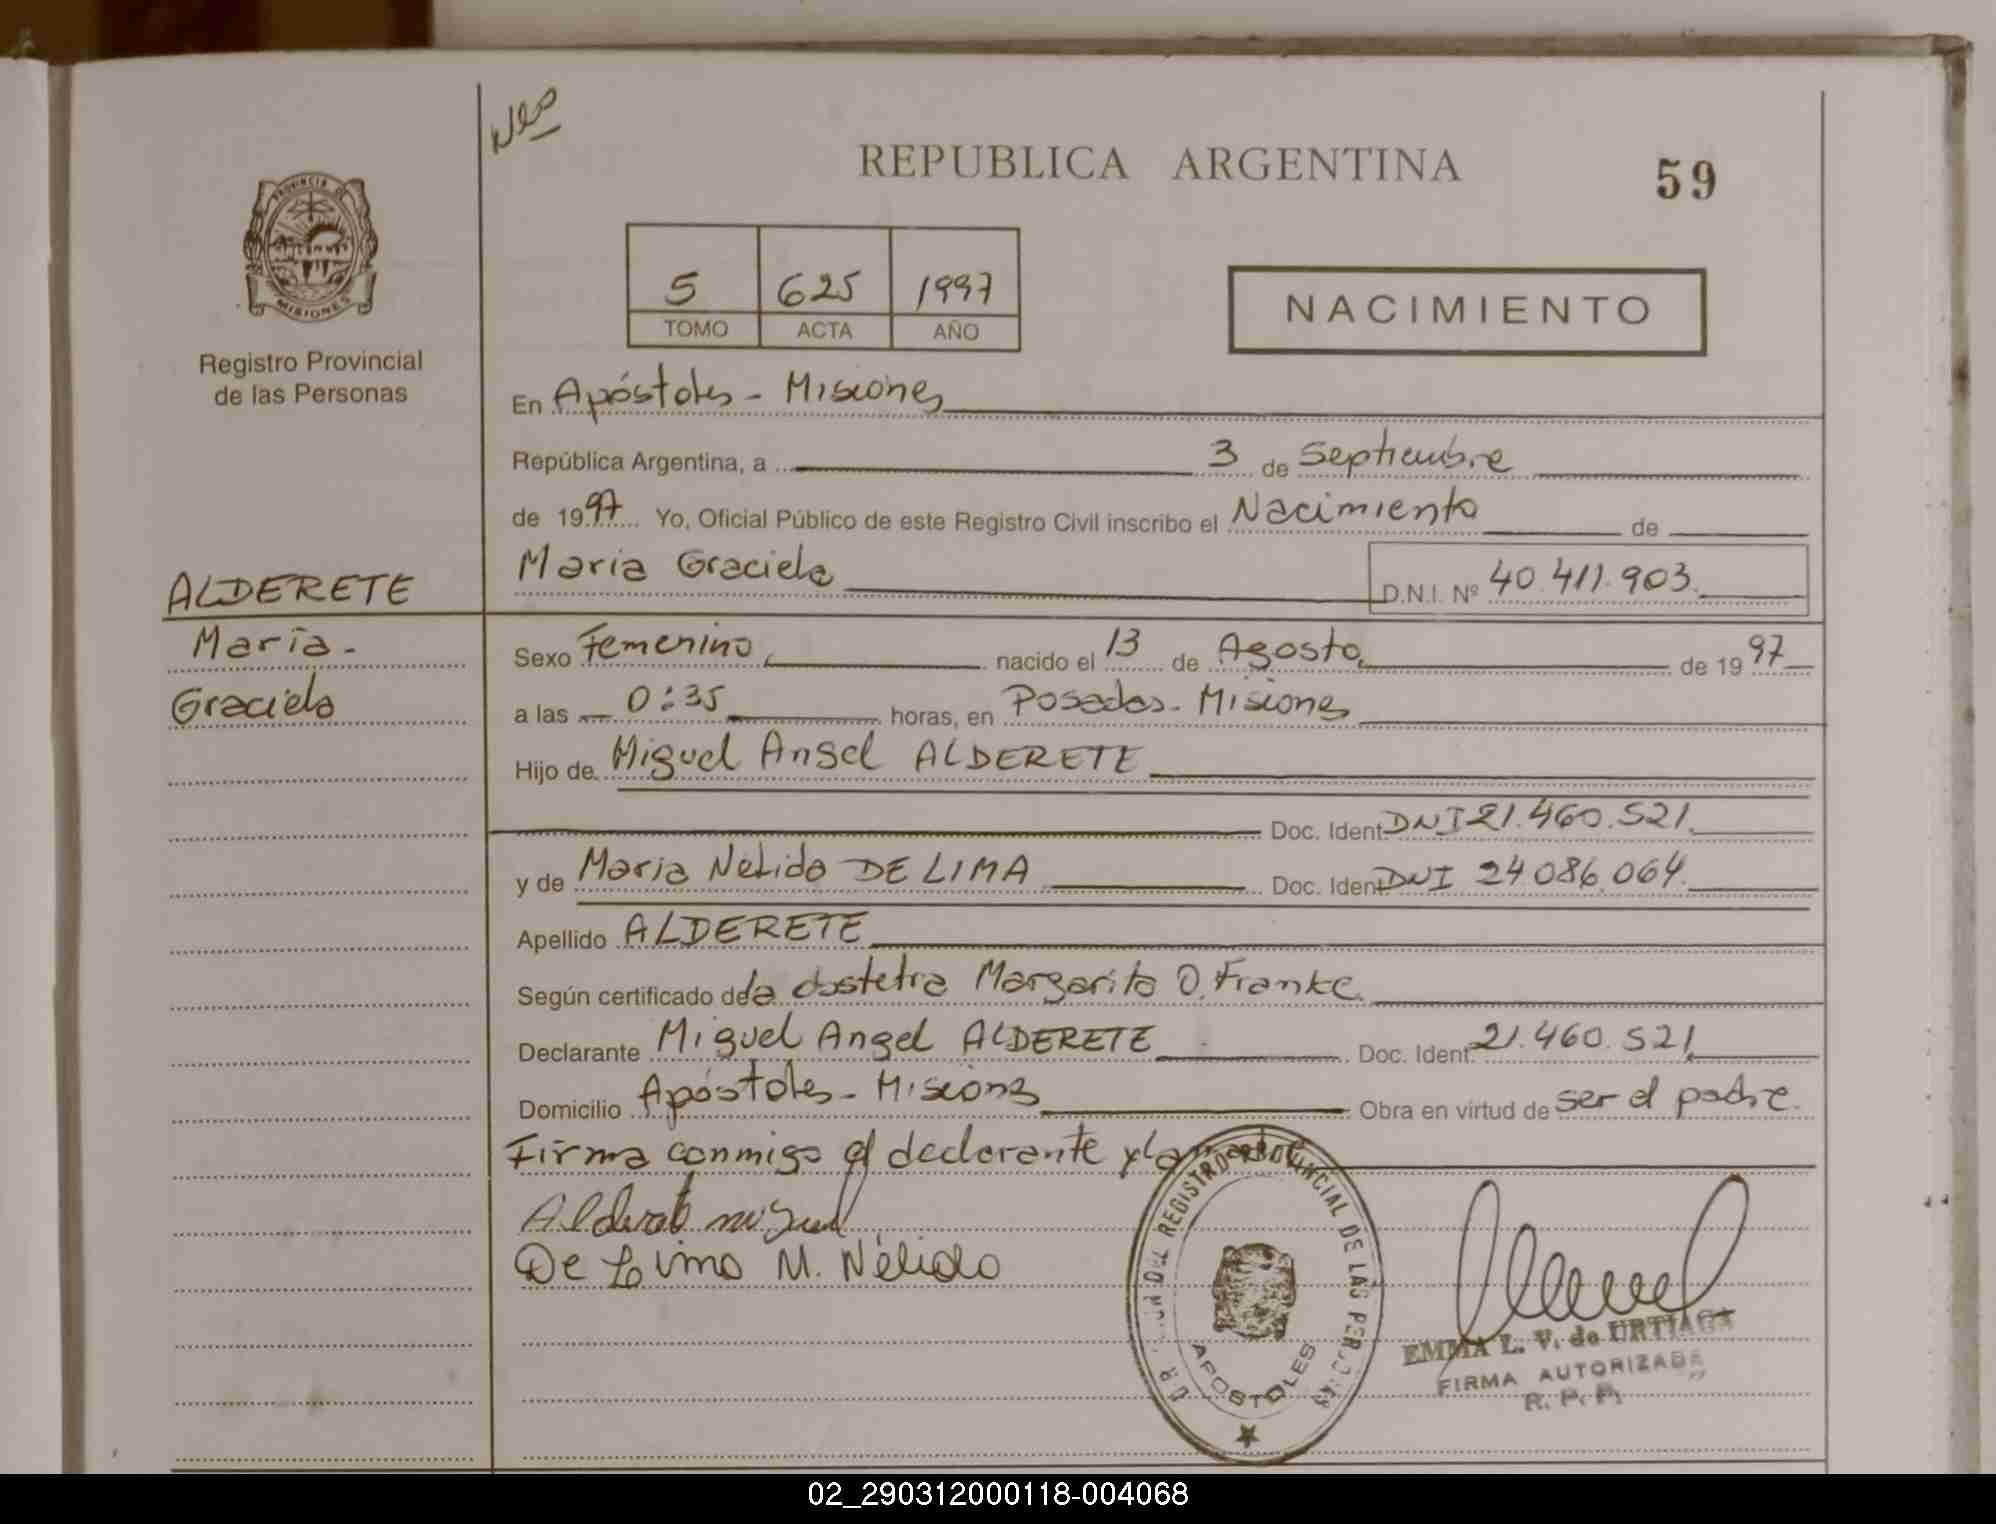 REPUBLICA ARGENTINA
59
PROVINCIA D
MISIONES
Registro Provincial
de las Personas
5 625 1997
TOMO ACTA AÑO
NACIMIENTO
En Apóstoles - Misiones
República Argentina, a 3 de Septiembre
de 1997 Yo, Oficial Público de este Registro Civil inscribo el Nacimiento de
Maria Graciela D.N.I. Nº 40.411.903.
ALDERETE
Maria -
Graciela
Sexo Femenino, nacido el 13 de Agosto, de 1997
a las 0:35 horas, en Posadas - Misiones
Hijo de Miguel Angel ALDERETE
Doc. Ident DNI 21.460.521.
y de Maria Nelida DE LIMA Doc. Ident DNI 24.086.064.
Apellido ALDERETE
Según certificado de la obstetra Margarita O. Franke.
Declarante Miguel Angel ALDERETE Doc. Ident. 21.460.521.
Domicilio Apóstoles - Misiones Obra en virtud de ser el padre.
Firma conmigo el declarante y la madre
Alderete Miguel
De Lima M. Nélida
DEL REGISTRO PROVINCIAL DE LAS PERSONAS
APOSTOLES
EMMA L. V. de URTIAGA
FIRMA AUTORIZADA
R. P. P.
02_290312000118-004068